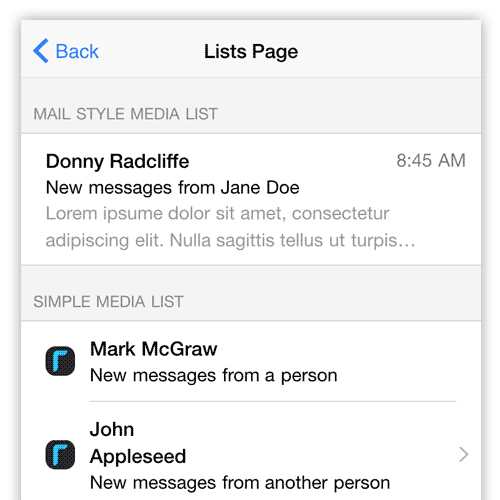 Back
Lists Page
MAIL STYLE MEDIA LIST
Donny Radcliffe
8:45 AM
New messages from Jane Doe
Lorem ipsume dolor sit amet, consectetur
adipiscing elit. Nulla sagittis tellus ut turpis…
SIMPLE MEDIA LIST
Mark McGraw
New messages from a person
John
Appleseed
New messages from another person